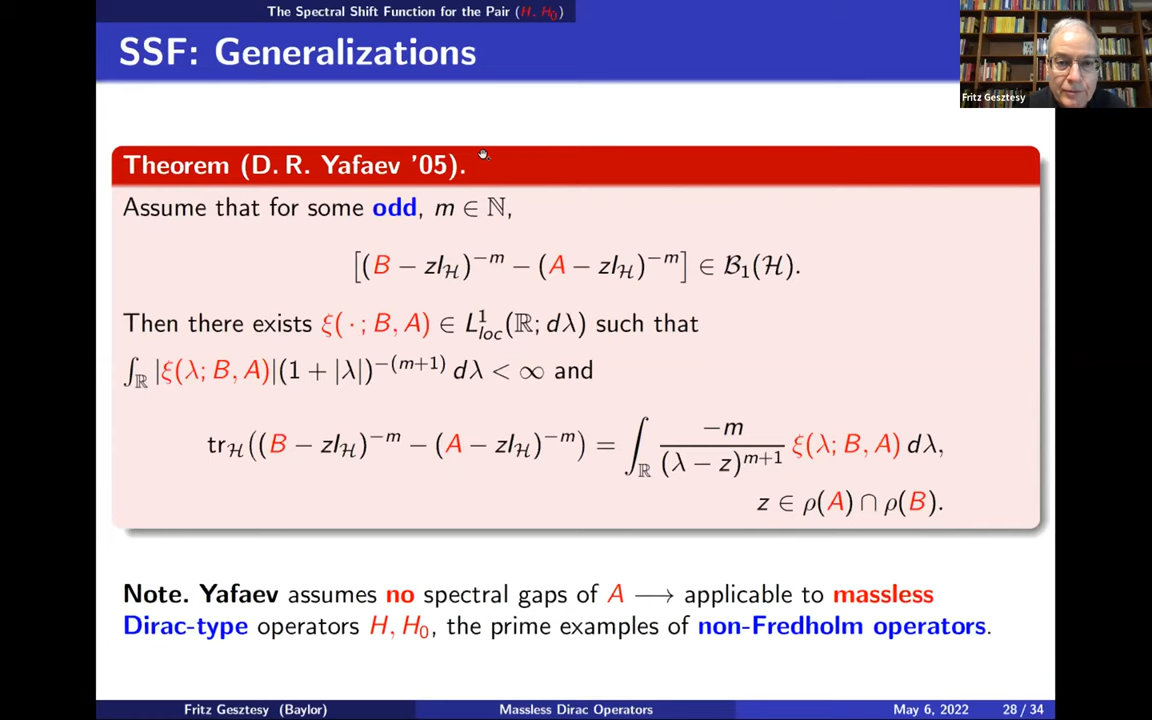 The Spectral Shift Function for the Pair (H, H₀)
SSF: Generalizations
Fritz Gesztesy
Theorem (D. R. Yafaev '05).
Assume that for some odd, m ∈ ℕ,
[(B − zI_ℋ)^{−m} − (A − zI_ℋ)^{−m}] ∈ ℬ₁(ℋ).
Then there exists ξ( · ; B, A) ∈ L¹_{loc}(ℝ; dλ) such that
∫_ℝ |ξ(λ; B, A)|(1 + |λ|)^{−(m+1)} dλ < ∞ and
tr_ℋ((B − zI_ℋ)^{−m} − (A − zI_ℋ)^{−m}) = ∫_ℝ \frac{−m}{(λ − z)^{m+1}} ξ(λ; B, A) dλ,
z ∈ ρ(A) ∩ ρ(B).
Note. Yafaev assumes no spectral gaps of A ⟶ applicable to massless
Dirac-type operators H, H₀, the prime examples of non-Fredholm operators.
Fritz Gesztesy (Baylor) Massless Dirac Operators May 6, 2022 28 / 34